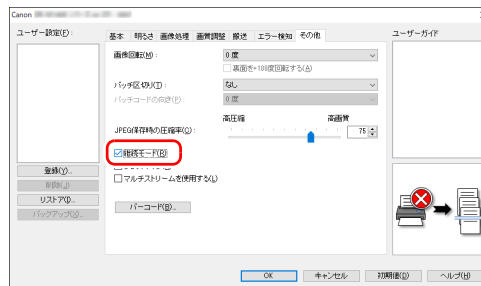 Canon
ユーザー設定(F):
登録(Y)...
削除(J)
リストア(0)...
バックアップ(X)...
基本 明るさ 画像処理 画質調整 搬送 エラー検知 その他
画像回転(M):
0 度
裏面を+180度回転する(A)
バッチ区切り(T):
なし
パッチコードの向き(P):
0 度
高圧縮 高画質
JPEG保存時の圧縮率(Q):
75
継続モード(R)
マルチストリームを使用する(L)
バーコード(B)...
ユーザーガイド
OK キャンセル 初期値(D) ヘルプ(H)